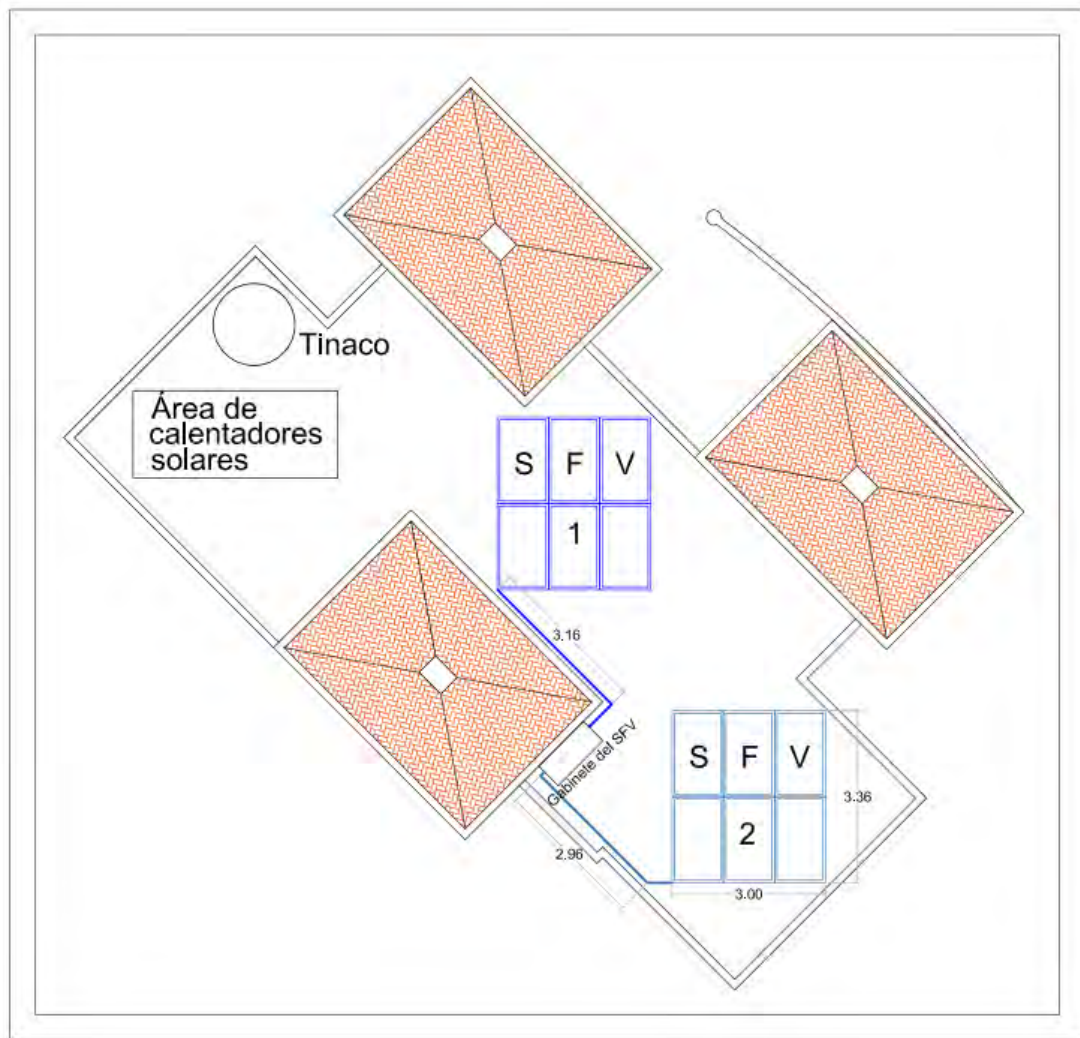 Tinaco
Área de
calentadores
solares
S F V
1
3.16
Gabinete del SFV
S F V
2
3.36
2.96
3.00